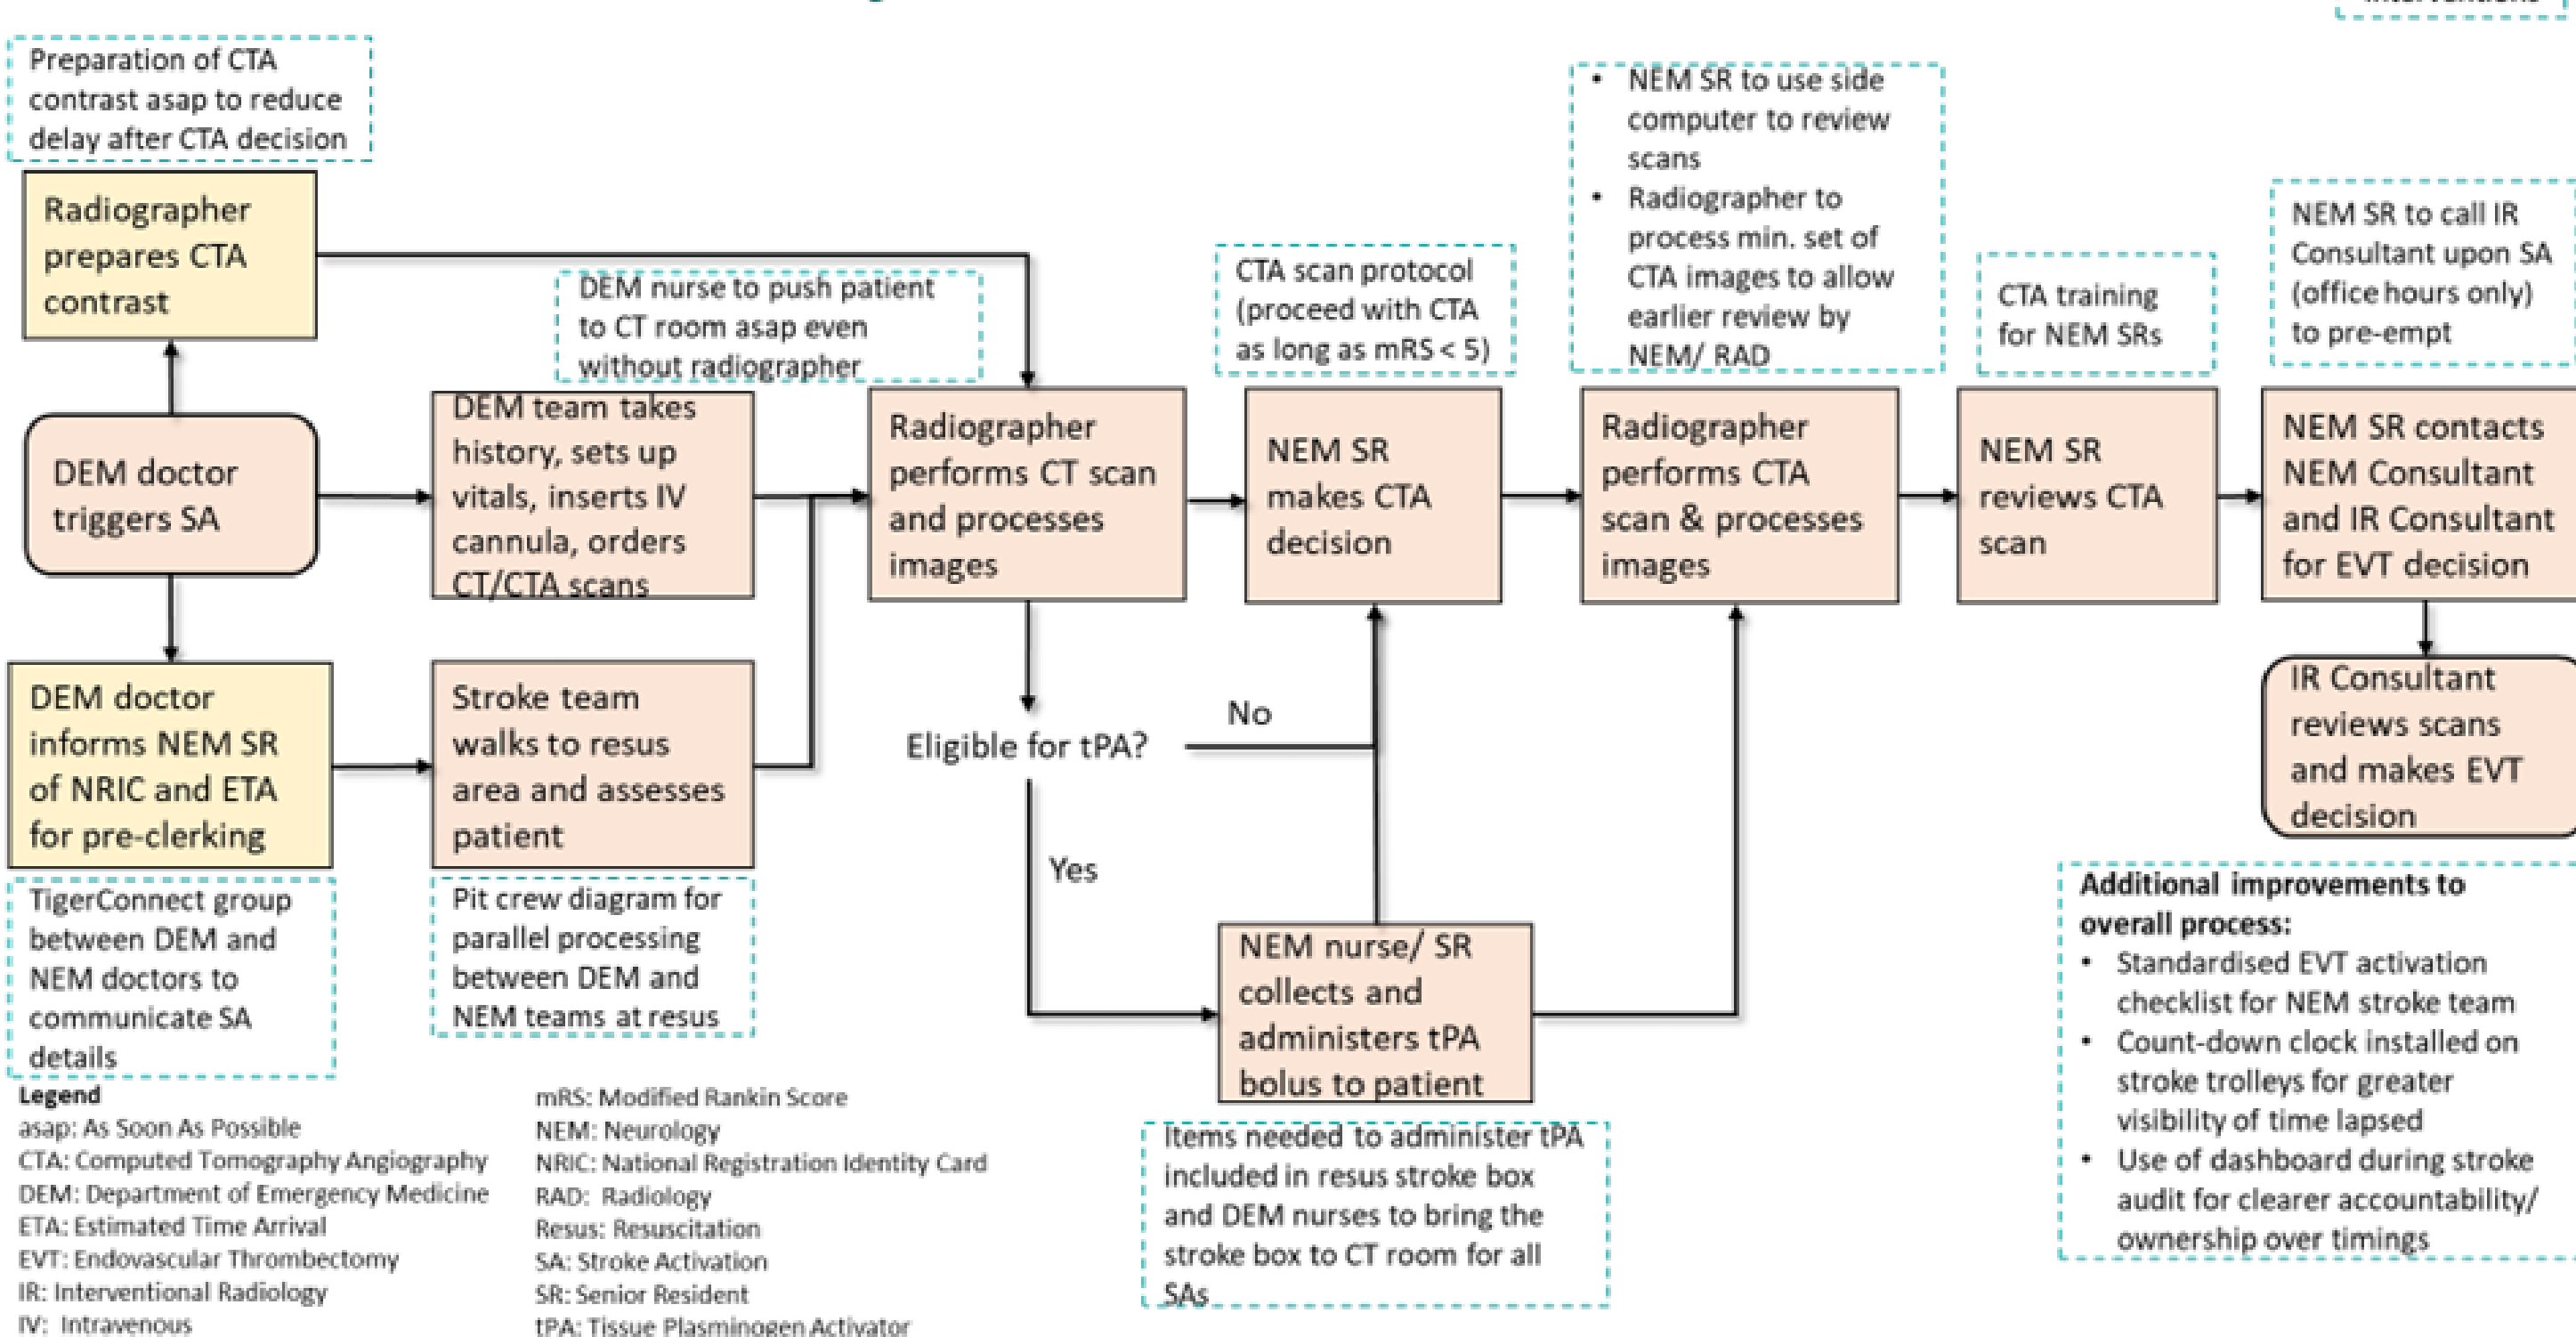 Preparation of CTA
contrast asap to reduce
delay after CTA decision
Radiographer
prepares CTA
contrast
DEM doctor
triggers SA
DEM doctor
informs NEM SR
of NRIC and ETA
for pre-clerking
TigerConnect group
between DEM and
NEM doctors to
communicate SA
details
DEM nurse to push patient
to CT room asap even
without radiographer
DEM team takes
history, sets up
vitals, inserts IV
cannula, orders
CT/CTA scans
Stroke team
walks to resus
area and assesses
patient
Pit crew diagram for
parallel processing
between DEM and
NEM teams at resus
Radiographer
performs CT scan
and processes
images
Eligible for tPA?
No
Yes
CTA scan protocol
(proceed with CTA
as long as mRS < 5)
NEM SR
makes CTA
decision
NEM nurse/ SR
collects and
administers tPA
bolus to patient
Items needed to administer tPA
included in resus stroke box
and DEM nurses to bring the
stroke box to CT room for all
SAs
• NEM SR to use side
computer to review
scans
• Radiographer to
process min. set of
CTA images to allow
earlier review by
NEM/ RAD
Radiographer
performs CTA
scan & processes
images
CTA training
for NEM SRs
NEM SR
reviews CTA
scan
NEM SR to call IR
Consultant upon SA
(office hours only)
to pre-empt
NEM SR contacts
NEM Consultant
and IR Consultant
for EVT decision
IR Consultant
reviews scans
and makes EVT
decision
Additional improvements to
overall process:
• Standardised EVT activation
checklist for NEM stroke team
• Count-down clock installed on
stroke trolleys for greater
visibility of time lapsed
• Use of dashboard during stroke
audit for clearer accountability/
ownership over timings
Legend
asap: As Soon As Possible
CTA: Computed Tomography Angiography
DEM: Department of Emergency Medicine
ETA: Estimated Time Arrival
EVT: Endovascular Thrombectomy
IR: Interventional Radiology
IV: Intravenous
mRS: Modified Rankin Score
NEM: Neurology
NRIC: National Registration Identity Card
RAD: Radiology
Resus: Resuscitation
SA: Stroke Activation
SR: Senior Resident
tPA: Tissue Plasminogen Activator